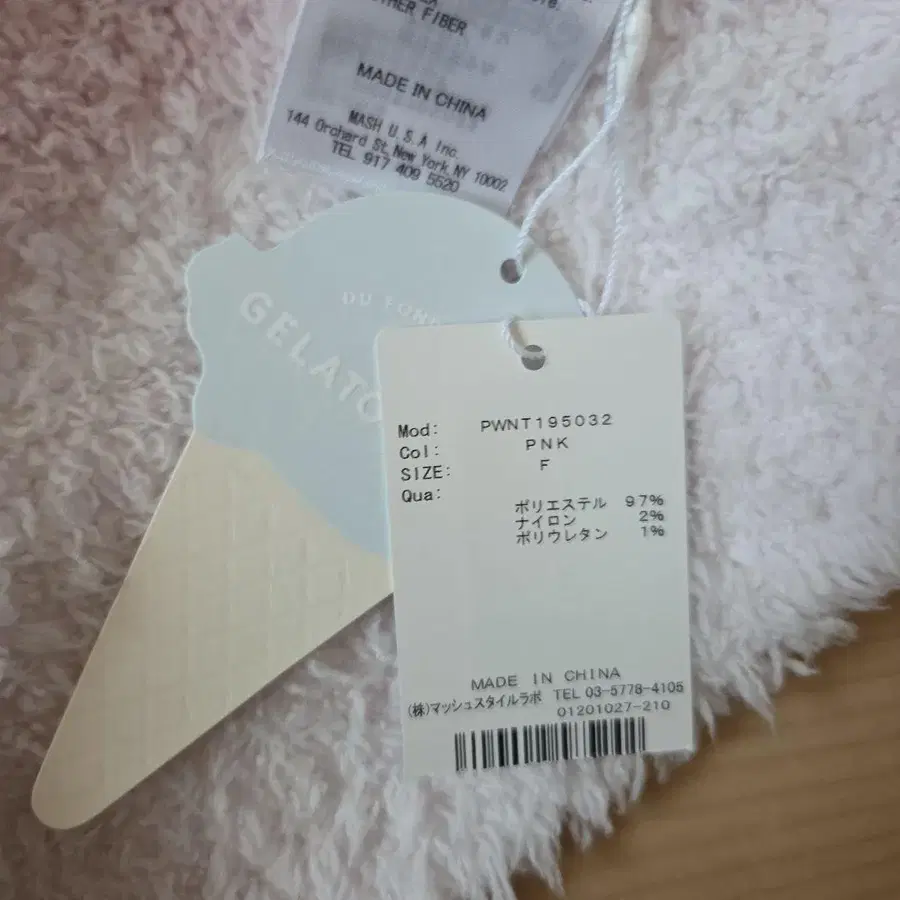 OTHER FIBER
MADE IN CHINA
MASH U.S.A Inc.
144 Orchard St, New York, NY 10002
TEL 917 409 5520
DU
GELATO
Mod: PWNT195032
Col: PNK
SIZE: F
Qua:
ポリエステル 97%
ナイロン 2%
ポリウレタン 1%
MADE IN CHINA
(株)マッシュスタイルラボ TEL 03-5778-4105
01201027-210